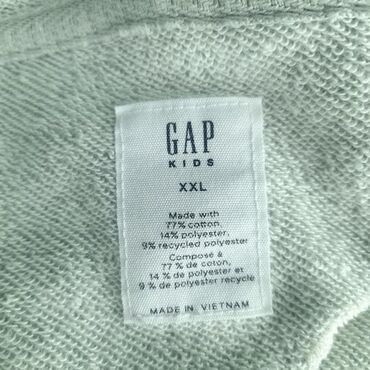 GAP
KIDS
XXL
Made with
77% cotton,
14% polyester,
9% recycled polyester
Composé à
77 % de coton,
14 % de polyester et
9 % de polyester recyclé
MADE IN VIETNAM